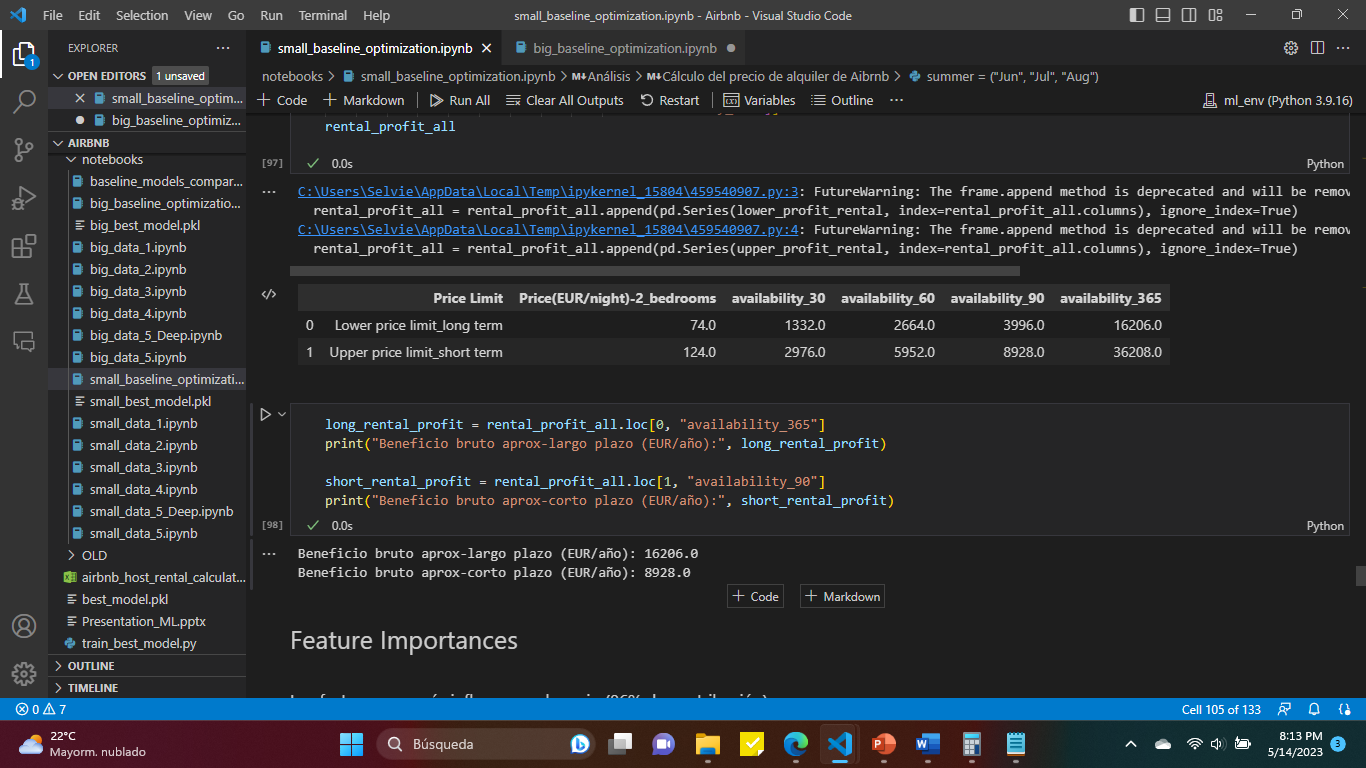 File Edit Selection View Go Run Terminal Help
small_baseline_optimization.ipynb - Airbnb - Visual Studio Code
EXPLORER
small_baseline_optimization.ipynb
big_baseline_optimization.ipynb
OPEN EDITORS 1 unsaved
notebooks > small_baseline_optimization.ipynb > Análisis > Cálculo del precio de alquiler de Aibrnb > summer = ("Jun", "Jul", "Aug")
small_baseline_optim...
big_baseline_optimiz...
+ Code + Markdown Run All Clear All Outputs Restart Variables Outline ... ml_env (Python 3.9.16)
AIRBNB
notebooks
baseline_models_compar...
big_baseline_optimizatio...
big_best_model.pkl
big_data_1.ipynb
big_data_2.ipynb
big_data_3.ipynb
big_data_4.ipynb
big_data_5_Deep.ipynb
big_data_5.ipynb
small_baseline_optimizati...
small_best_model.pkl
small_data_1.ipynb
small_data_2.ipynb
small_data_3.ipynb
small_data_4.ipynb
small_data_5_Deep.ipynb
small_data_5.ipynb
OLD
airbnb_host_rental_calculat...
best_model.pkl
Presentation_ML.pptx
train_best_model.py
OUTLINE
TIMELINE
rental_profit_all
[97] 0.0s Python
C:\Users\Selvie\AppData\Local\Temp\ipykernel_15804\459540907.py:3: FutureWarning: The frame.append method is deprecated and will be remov
rental_profit_all = rental_profit_all.append(pd.Series(lower_profit_rental, index=rental_profit_all.columns), ignore_index=True)
C:\Users\Selvie\AppData\Local\Temp\ipykernel_15804\459540907.py:4: FutureWarning: The frame.append method is deprecated and will be remov
rental_profit_all = rental_profit_all.append(pd.Series(upper_profit_rental, index=rental_profit_all.columns), ignore_index=True)
Price Limit Price(EUR/night)-2_bedrooms availability_30 availability_60 availability_90 availability_365
0 Lower price limit_long term 74.0 1332.0 2664.0 3996.0 16206.0
1 Upper price limit_short term 124.0 2976.0 5952.0 8928.0 36208.0
long_rental_profit = rental_profit_all.loc[0, "availability_365"]
print("Beneficio bruto aprox-largo plazo (EUR/año):", long_rental_profit)
short_rental_profit = rental_profit_all.loc[1, "availability_90"]
print("Beneficio bruto aprox-corto plazo (EUR/año):", short_rental_profit)
[98] 0.0s Python
Beneficio bruto aprox-largo plazo (EUR/año): 16206.0
Beneficio bruto aprox-corto plazo (EUR/año): 8928.0
+ Code + Markdown
Feature Importances
0 7 Cell 105 of 133
22°C
Mayorm. nublado
Búsqueda
8:13 PM
5/14/2023
3
1